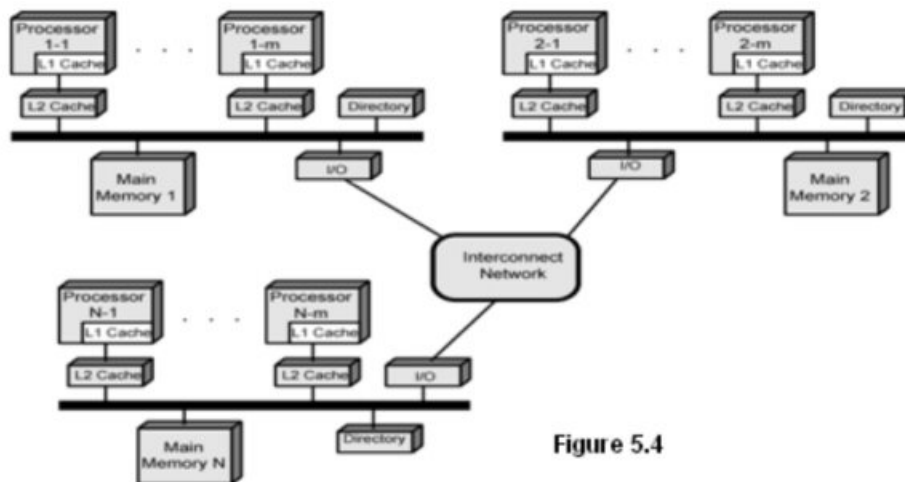 Processor
1-1
L1 Cache
. . . .
Processor
1-m
L1 Cache
L2 Cache
L2 Cache
Directory
Main
Memory 1
I/O
Processor
2-1
L1 Cache
. . . .
Processor
2-m
L1 Cache
L2 Cache
L2 Cache
Directory
I/O
Main
Memory 2
Interconnect
Network
Processor
N-1
L1 Cache
. . . .
Processor
N-m
L1 Cache
L2 Cache
L2 Cache
I/O
Main
Memory N
Directory
Figure 5.4